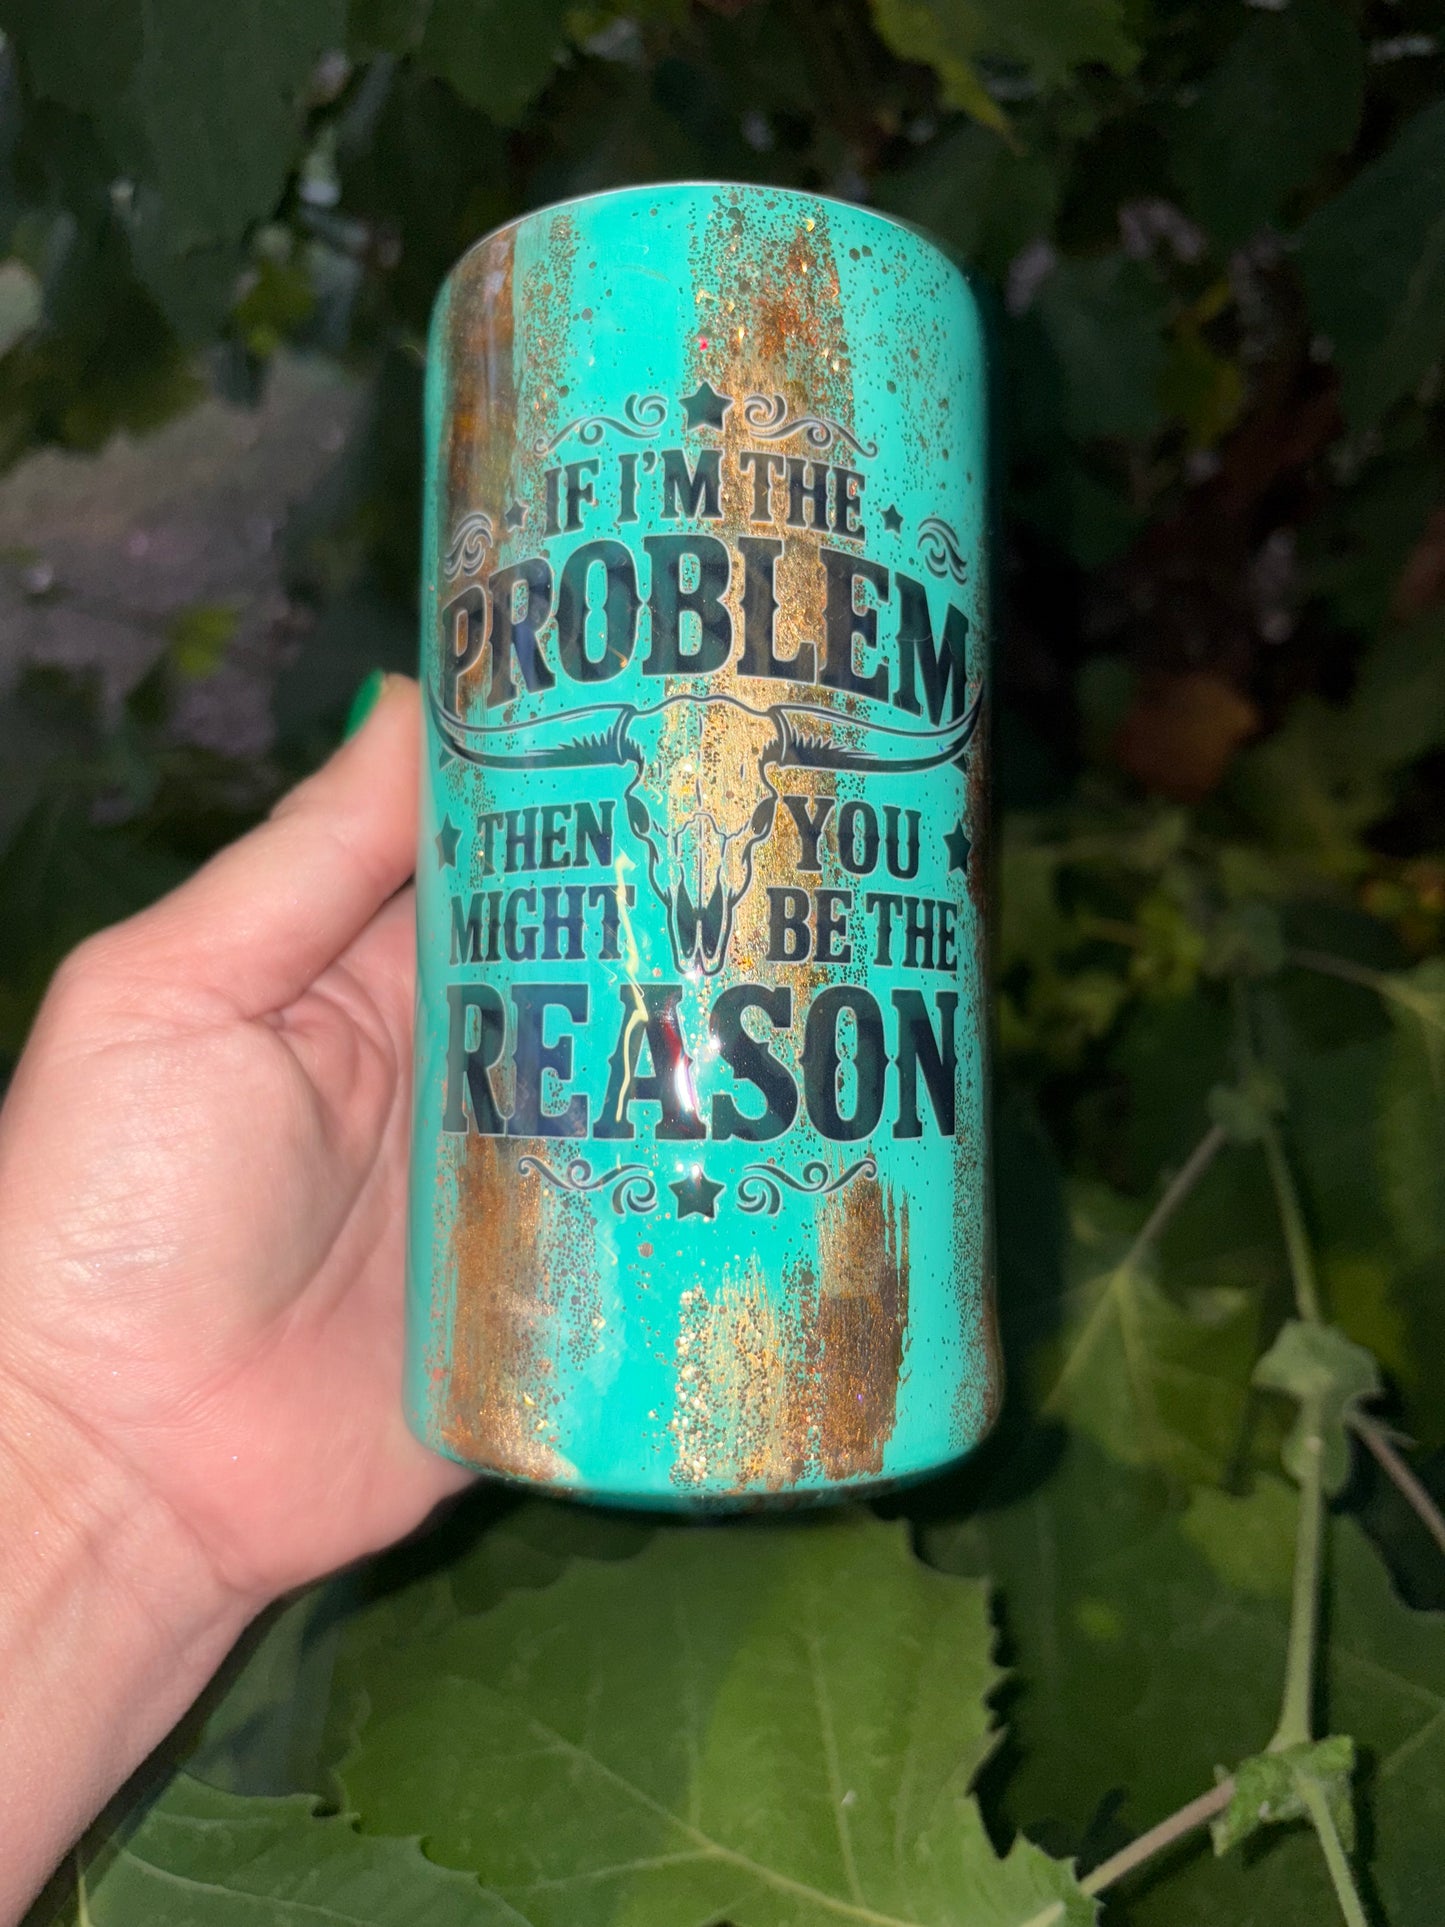 IF I'M THE
PROBLEM
THEN YOU
MIGHT BE THE
REASON